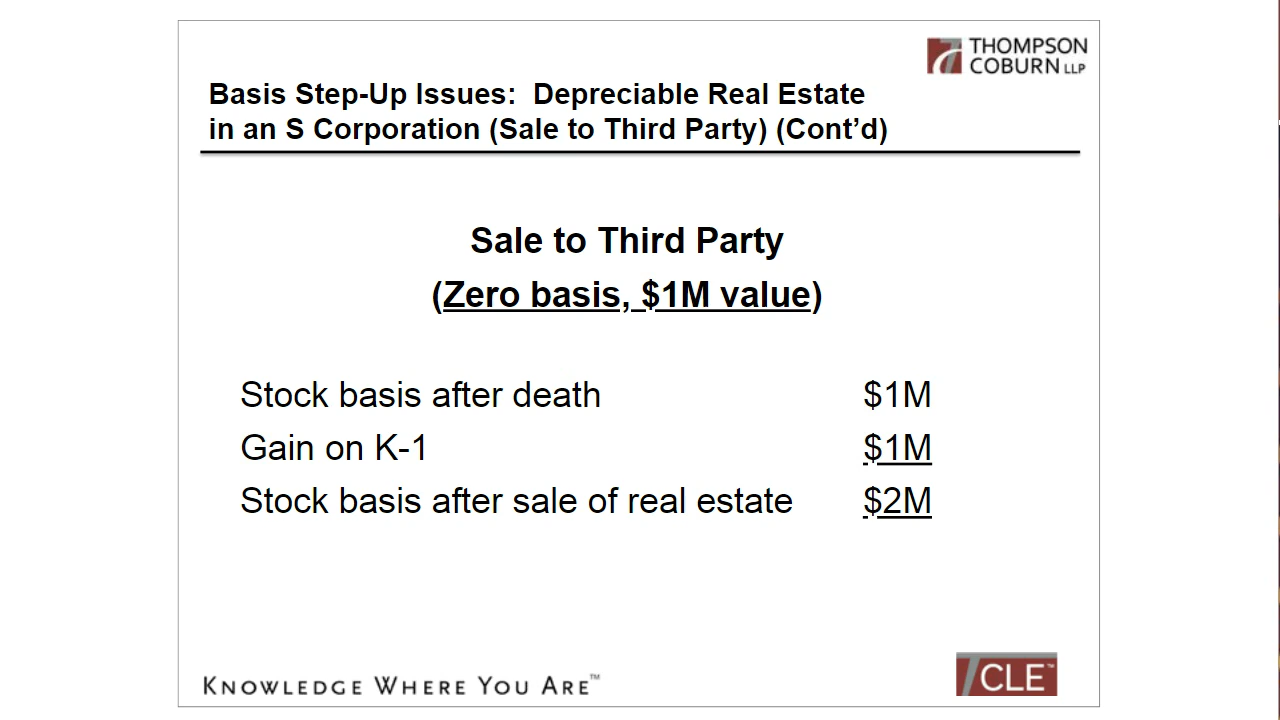 THOMPSON
COBURN LLP
Basis Step-Up Issues:  Depreciable Real Estate
in an S Corporation (Sale to Third Party) (Cont’d)
Sale to Third Party
(Zero basis, $1M value)
Stock basis after death $1M
Gain on K-1 $1M
Stock basis after sale of real estate $2M
KNOWLEDGE WHERE YOU ARE™
CLE™